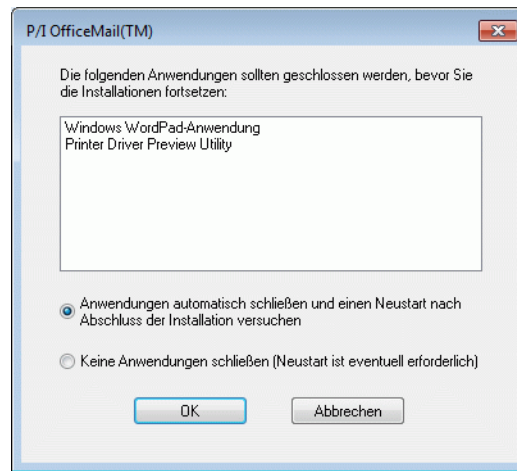 P/I OfficeMail(TM)
Die folgenden Anwendungen sollten geschlossen werden, bevor Sie
die Installationen fortsetzen:
Windows WordPad-Anwendung
Printer Driver Preview Utility
Anwendungen automatisch schließen und einen Neustart nach
Abschluss der Installation versuchen
Keine Anwendungen schließen (Neustart ist eventuell erforderlich)
OK Abbrechen